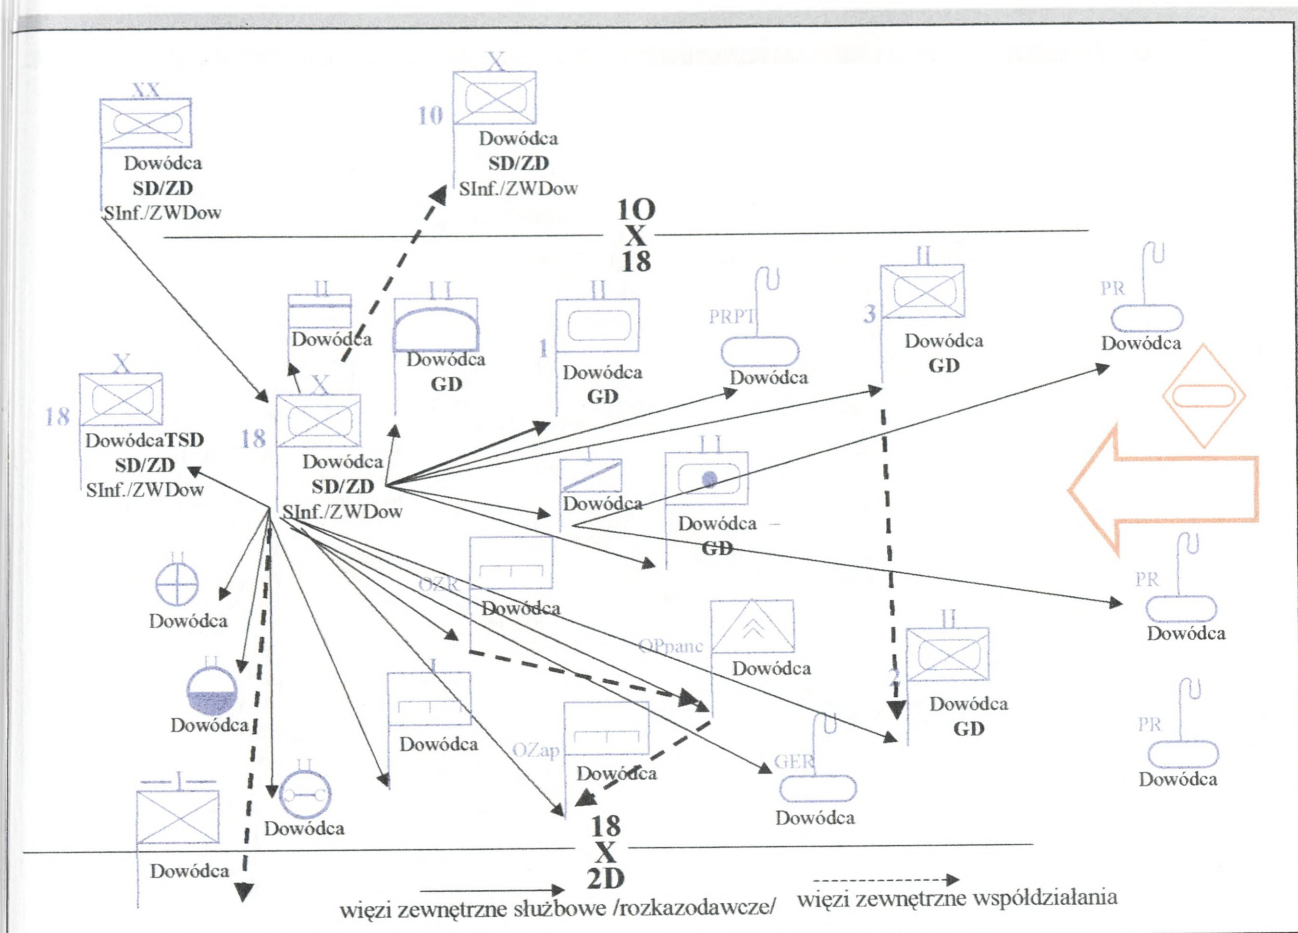 XX
Dowódca
SD/ZD
SInf./ZWDow
X
10
Dowódca
SD/ZD
SInf./ZWDow
1O
X
18
II
Dowódca
I I
Dowódca
GD
II
1
Dowódca
GD
PRPT
Dowódca
II
3
Dowódca
GD
PR
Dowódca
X
18
DowódcaTSD
SD/ZD
SInf./ZWDow
X
18
Dowódca
SD/ZD
SInf./ZWDow
I
Dowódca
I I
Dowódca –
GD
OZR
Dowódca
II
Dowódca
OPpanc
Dowódca
PR
Dowódca
II
Dowódca
I
Dowódca
OZap
Dowódca
II
2
Dowódca
GD
PR
Dowódca
GER
Dowódca
I
Dowódca
II
Dowódca
18
X
2D
więzi zewnętrzne służbowe /rozkazodawcze/
więzi zewnętrzne współdziałania